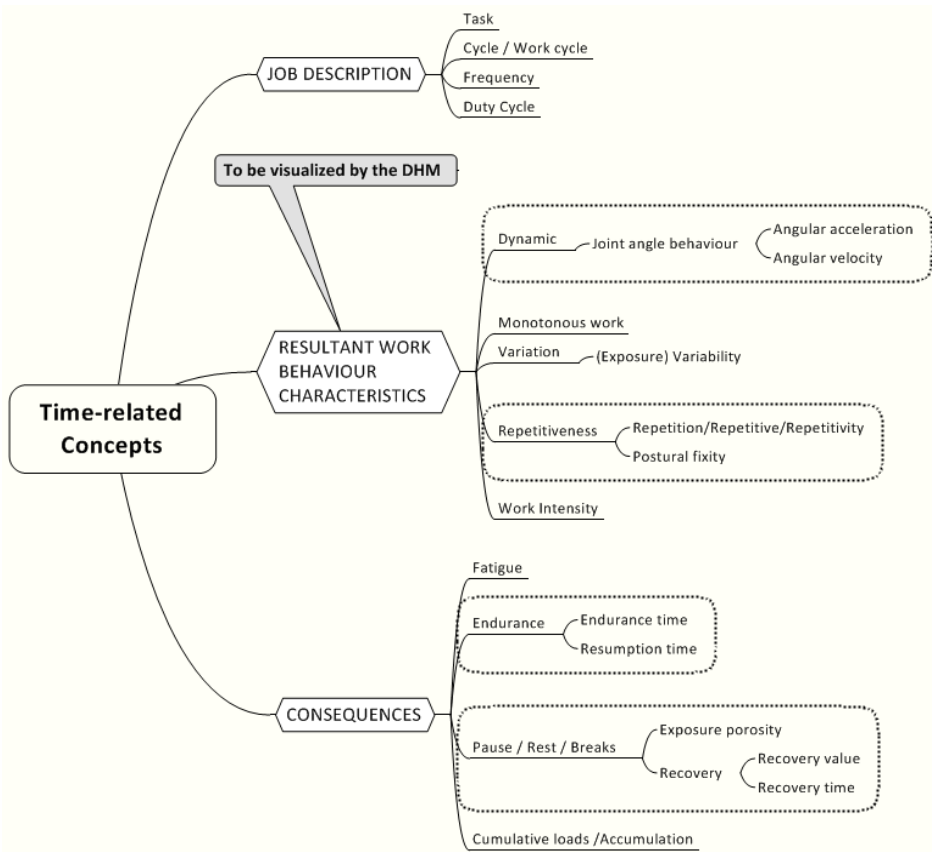 Task
Cycle / Work cycle
JOB DESCRIPTION
Frequency
Duty Cycle
To be visualized by the DHM
Dynamic
Joint angle behaviour
Angular acceleration
Angular velocity
Monotonous work
RESULTANT WORK
BEHAVIOUR
CHARACTERISTICS
Variation
(Exposure) Variability
Time-related
Concepts
Repetitiveness
Repetition/Repetitive/Repetitivity
Postural fixity
Work Intensity
Fatigue
Endurance
Endurance time
Resumption time
CONSEQUENCES
Pause / Rest / Breaks
Exposure porosity
Recovery
Recovery value
Recovery time
Cumulative loads /Accumulation